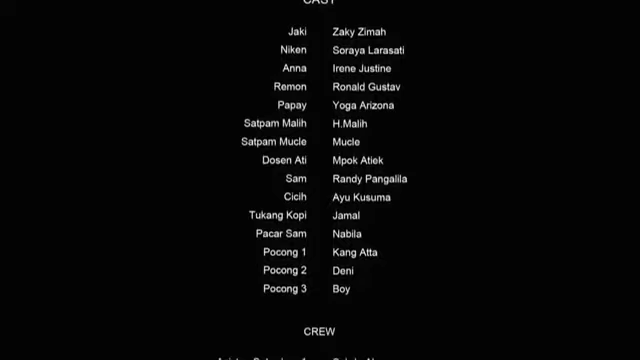 CAST
Jaki Zaky Zimah
Niken Soraya Larasati
Anna Irene Justine
Remon Ronald Gustav
Papay Yoga Arizona
Satpam Malih H.Malih
Satpam Mucle Mucle
Dosen Ati Mpok Atiek
Sam Randy Pangalila
Cicih Ayu Kusuma
Tukang Kopi Jamal
Pacar Sam Nabila
Pocong 1 Kang Atta
Pocong 2 Deni
Pocong 3 Boy
CREW